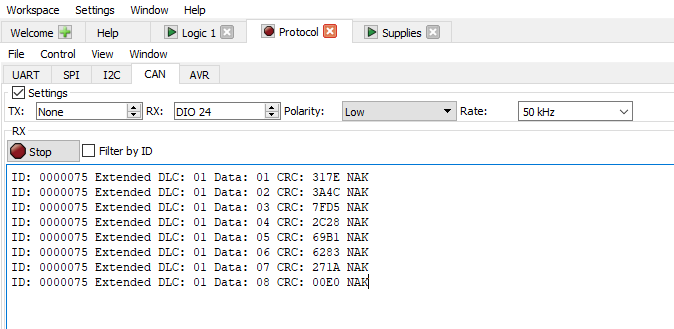 Workspace Settings Window Help
Welcome Help Logic 1 Protocol Supplies
File Control View Window
UART SPI I2C CAN AVR
Settings
TX: None RX: DIO 24 Polarity: Low Rate: 50 kHz
RX
Stop Filter by ID
ID: 0000075 Extended DLC: 01 Data: 01 CRC: 317E NAK
ID: 0000075 Extended DLC: 01 Data: 02 CRC: 3A4C NAK
ID: 0000075 Extended DLC: 01 Data: 03 CRC: 7FD5 NAK
ID: 0000075 Extended DLC: 01 Data: 04 CRC: 2C28 NAK
ID: 0000075 Extended DLC: 01 Data: 05 CRC: 69B1 NAK
ID: 0000075 Extended DLC: 01 Data: 06 CRC: 6283 NAK
ID: 0000075 Extended DLC: 01 Data: 07 CRC: 271A NAK
ID: 0000075 Extended DLC: 01 Data: 08 CRC: 00E0 NAK